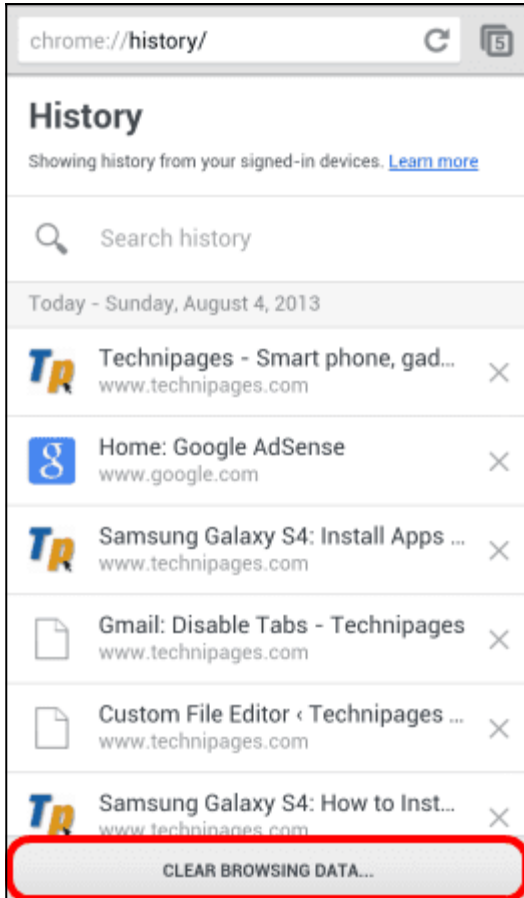 chrome://history/
5
History
Showing history from your signed-in devices. Learn more
Search history
Today - Sunday, August 4, 2013
Technipages - Smart phone, gad...
www.technipages.com
Home: Google AdSense
www.google.com
Samsung Galaxy S4: Install Apps ...
www.technipages.com
Gmail: Disable Tabs - Technipages
www.technipages.com
Custom File Editor ‹ Technipages ...
www.technipages.com
Samsung Galaxy S4: How to Inst...
www.technipages.com
CLEAR BROWSING DATA...